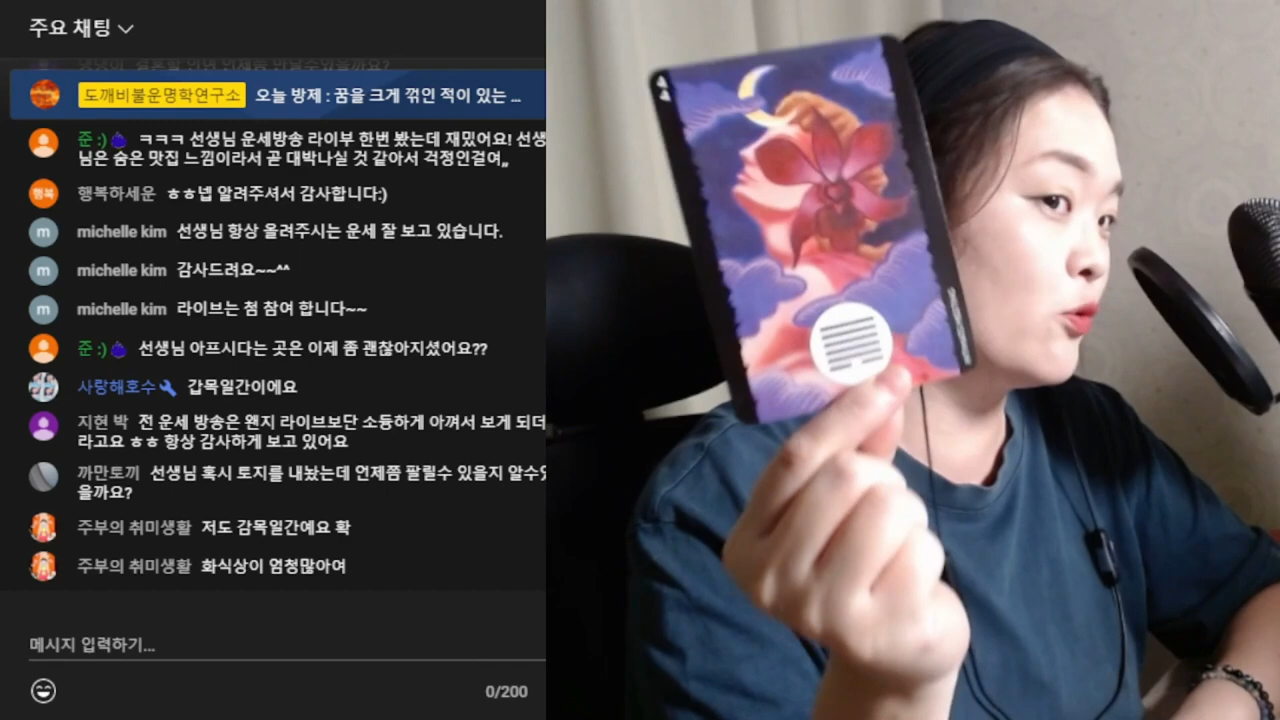 주요 채팅
도깨비불운명학연구소 오늘 방제 : 꿈을 크게 꺾인 적이 있는 ...
준 :) ㅋㅋㅋ 선생님 운세방송 라이부 한번 봤는데 재밌어요! 선생
님은 숨은 맛집 느낌이라서 곧 대박나실 것 같아서 걱정인걸여,,
행복 행복하세운 ㅎㅎ넵 알려주셔서 감사합니다:)
m michelle kim 선생님 항상 올려주시는 운세 잘 보고 있습니다.
m michelle kim 감사드려요~~^^
m michelle kim 라이브는 첨 참여 합니다~~
준 :) 선생님 아프시다는 곳은 이제 좀 괜찮아지셨어요??
사랑해호수 갑목일간이에요
지현 박 전 운세 방송은 왠지 라이브보단 소듕하게 아껴서 보게 되데
라고요 ㅎㅎ 항상 감사하게 보고 있어요
까만토끼 선생님 혹시 토지를 내놨는데 언제쯤 팔릴수 있을지 알수있
을까요?
주부의 취미생활 저도 감목일간예요 확
주부의 취미생활 화식상이 엄청많아여
메시지 입력하기...
0/200
44